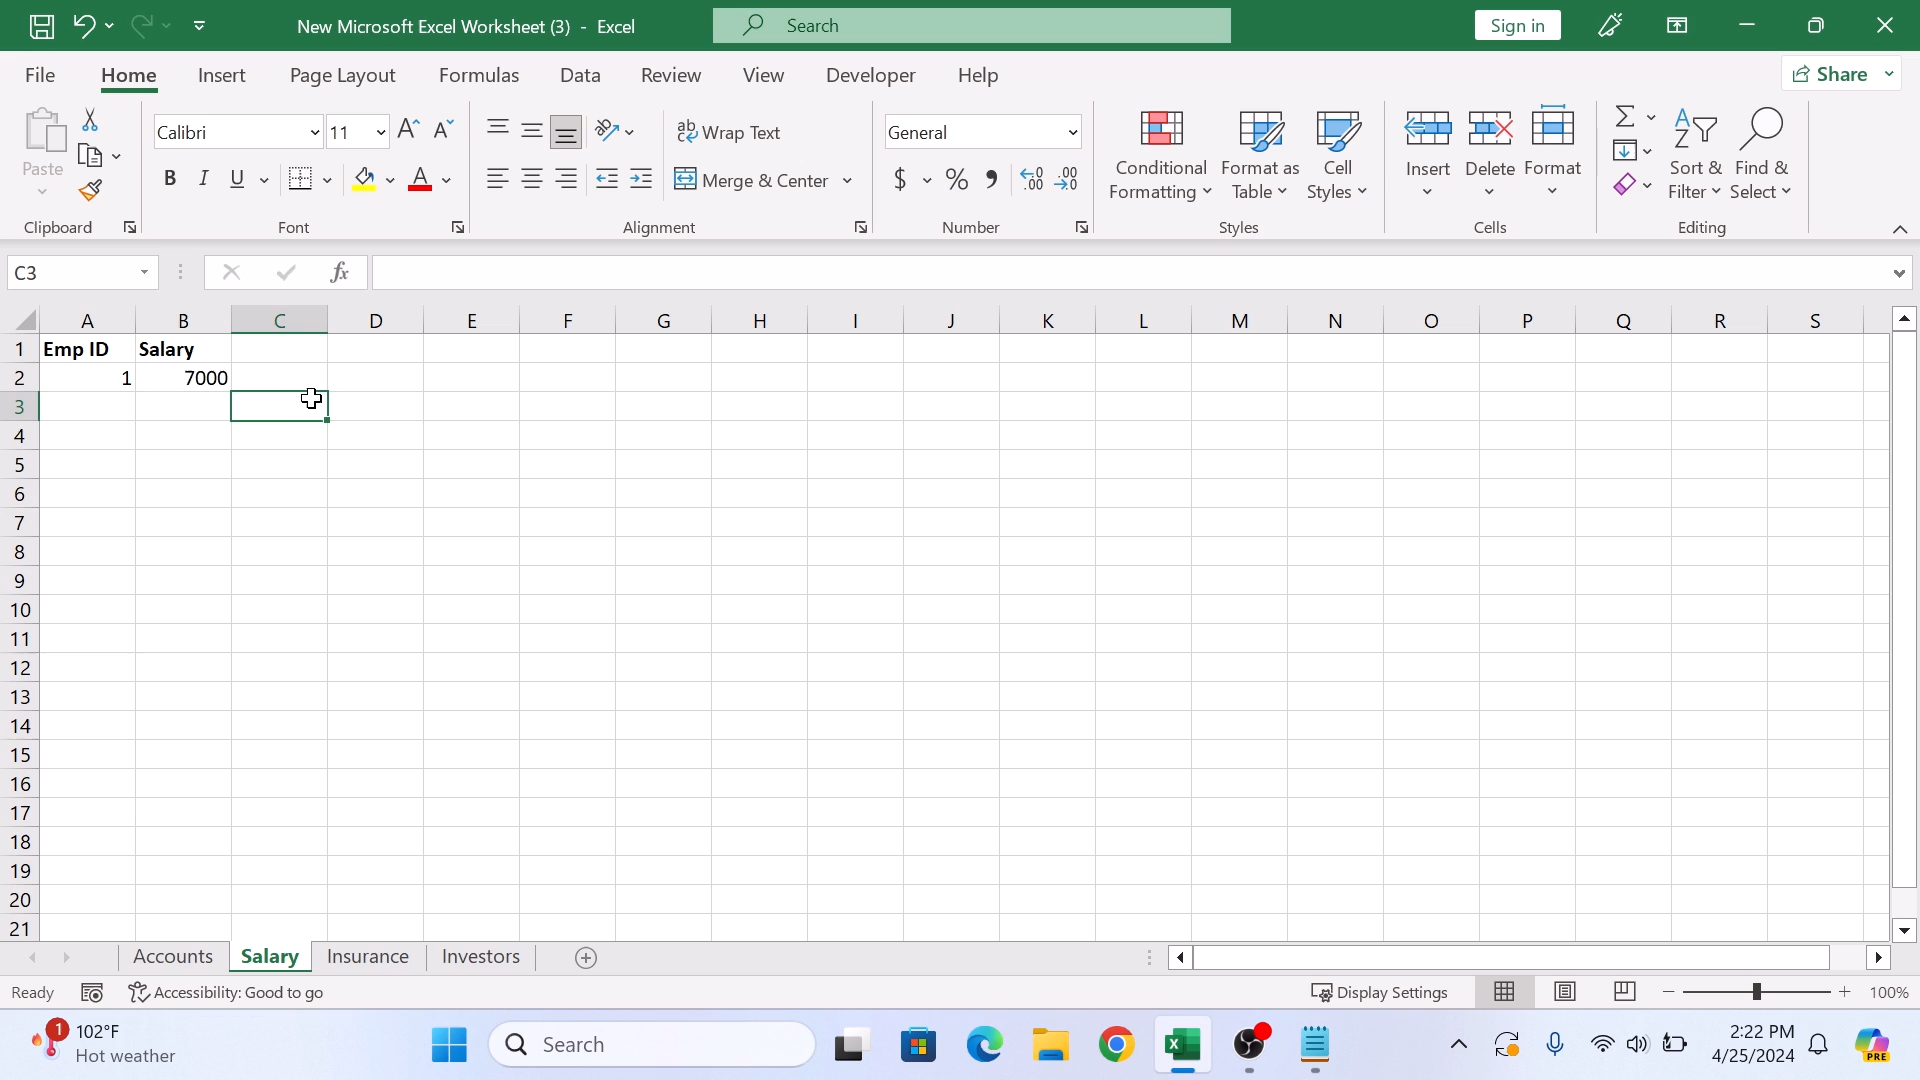 New Microsoft Excel Worksheet (3) - Excel
Search
Sign in
File Home Insert Page Layout Formulas Data Review View Developer Help
Share
Paste
Clipboard
Calibri 11
B I U A
Font
ab Wrap Text
Merge & Center
Alignment
General
$ % 9
Number
Conditional Formatting
Format as Table
Cell Styles
Styles
Insert Delete Format
Cells
Sort & Filter
Find & Select
Editing
C3 fx
A B C D E F G H I J K L M N O P Q R S
1 Emp ID Salary
2 1 7000
3
4
5
6
7
8
9
10
11
12
13
14
15
16
17
18
19
20
21
Accounts Salary Insurance Investors
Ready Accessibility: Good to go Display Settings 100%
1 102°F
Hot weather
Search
2:22 PM
4/25/2024
PRE